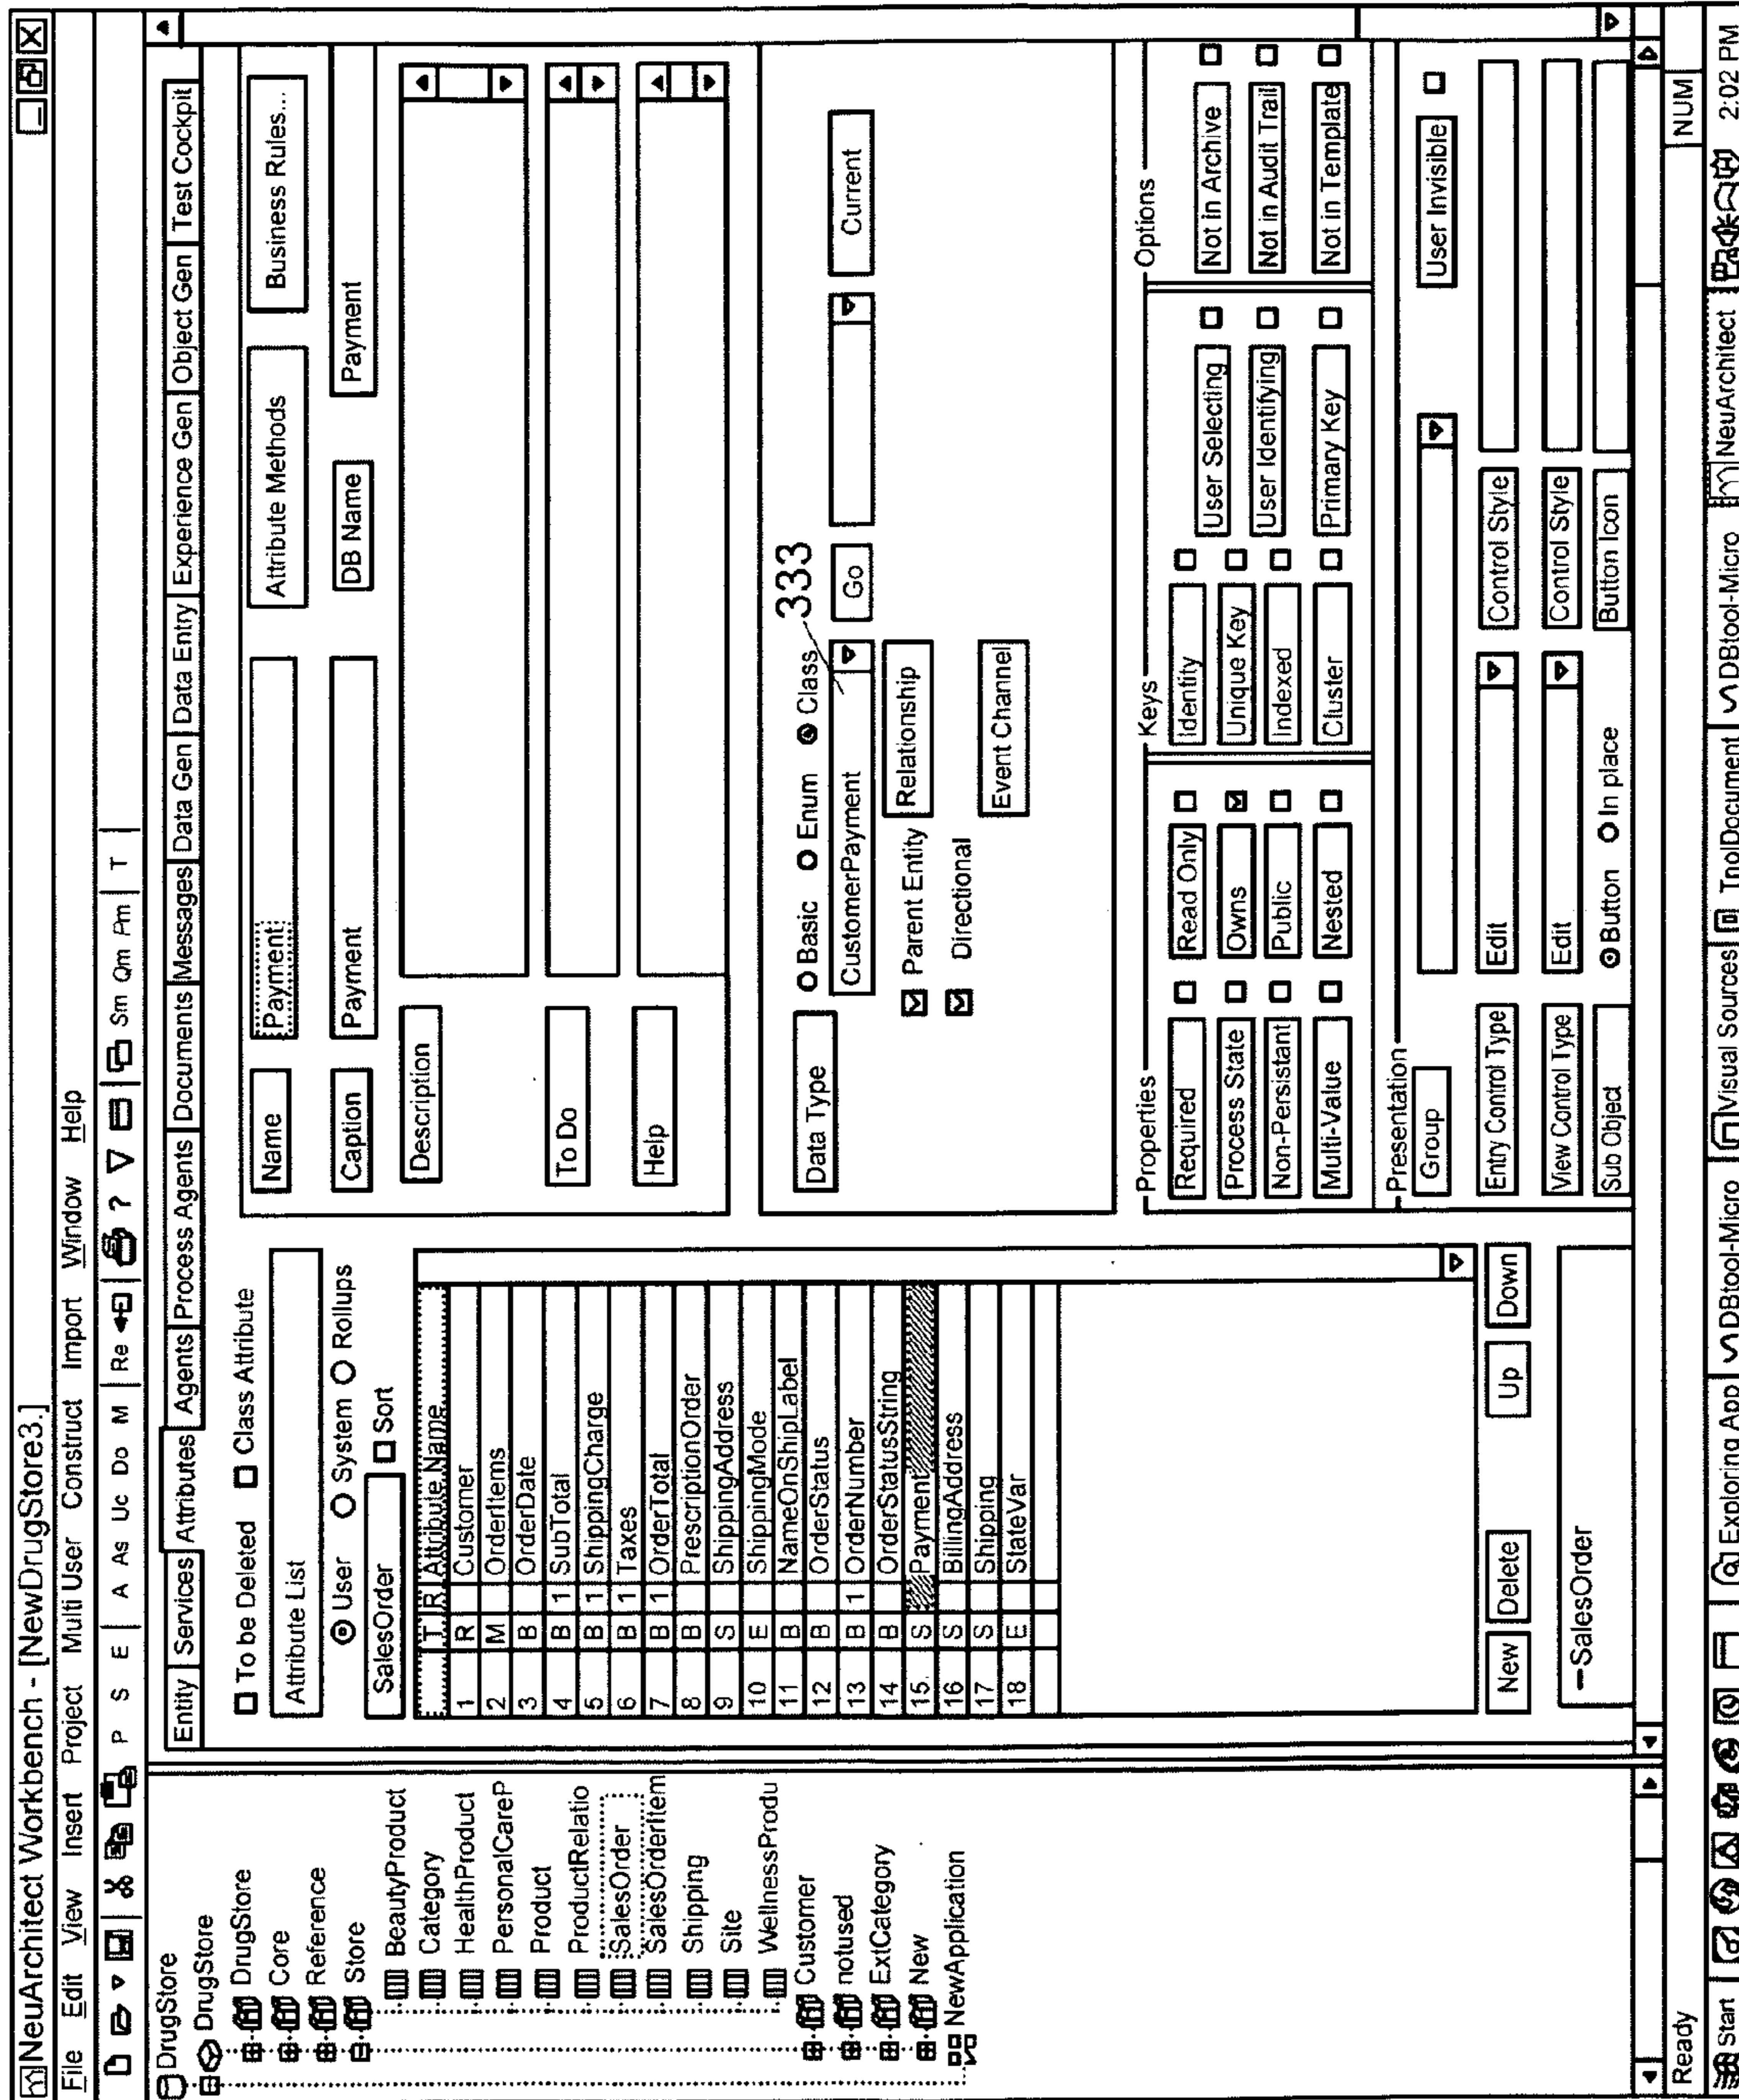 NeuArchitect Workbench - [NewDrugStore3.]
File Edit View Insert Project Multi User Construct Import Window Help
P S E A As Uc Do M Re ? Sm Qm Pm T
DrugStore
DrugStore
DrugStore
Core
Reference
Store
BeautyProduct
Category
HealthProduct
PersonalCareP
Product
ProductRelatio
SalesOrder
SalesOrderItem
Shipping
Site
WellnessProdu
Customer
notused
ExtCategory
New
NewApplication
Entity Services Attributes Agents Process Agents Documents Messages Data Gen Data Entry Experience Gen Object Gen Test Cockpit
To be Deleted Class Attribute
Attribute List
User System Rollups
SalesOrder Sort
T R Attribute Name
1 R Customer
2 M OrderItems
3 B OrderDate
4 B 1 SubTotal
5 B 1 ShippingCharge
6 B 1 Taxes
7 B 1 OrderTotal
8 B PrescriptionOrder
9 S ShippingAddress
10 E ShippingMode
11 B NameOnShipLabel
12 B OrderStatus
13 B 1 OrderNumber
14 B OrderStatusString
15 S Payment
16 S BillingAddress
17 S Shipping
18 E StateVar
New Delete Up Down
SalesOrder
Name Payment Attribute Methods Business Rules...
Caption Payment DB Name Payment
Description
To Do
Help
Data Type Basic Enum Class 333
CustomerPayment Go Current
Parent Entity Relationship
Directional
Event Channel
Properties Keys Options
Required Read Only Identity User Selecting Not in Archive
Process State Owns Unique Key User Identifying Not in Audit Trail
Non-Persistant Public Indexed
Multi-Value Nested Cluster Primary Key Not in Template
Presentation
Group User Invisible
Entry Control Type Edit Control Style
View Control Type Edit Control Style
Sub Object Button In place Button Icon
Ready NUM
Start Exploring App DBtool-Micro Visual Sources TnolDocument DBtool-Micro NeuArchitect 2:02 PM